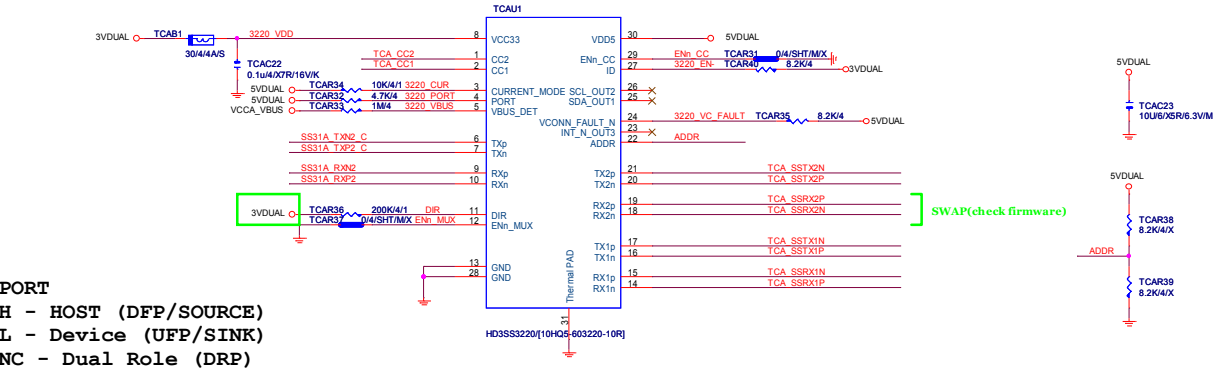 TCAU1
3VDUAL TCAB1 3220_VDD 8 VCC33 VDD5 30 5VDUAL
30/4/4A/S
TCAC22
0.1u/4/X7R/16V/K
TCA_CC2 1 CC2
TCA_CC1 2 CC1
ENn_CC 29 ENn_CC TCAR31 0/4/SHT/M/X
ID 27 3220_EN- TCAR40 8.2K/4 3VDUAL
5VDUAL TCAR34 10K/4/1 3220_CUR 3 CURRENT_MODE SCL_OUT2 26
5VDUAL TCAR32 4.7K/4 3220_PORT 4 PORT SDA_OUT1 25
VCCA_VBUS TCAR33 1M/4 3220_VBUS 5 VBUS_DET
VCONN_FAULT_N 24 3220_VC_FAULT TCAR35 8.2K/4 5VDUAL
INT_N_OUT3 23
ADDR 22 ADDR
SS31A_TXN2_C 6 TXp
SS31A_TXP2_C 7 TXn
SS31A_RXN2 9 RXp
SS31A_RXP2 10 RXn
TX2p 21 TCA_SSTX2N
TX2n 20 TCA_SSTX2P
RX2p 19 TCA_SSRX2P
RX2n 18 TCA_SSRX2N
SWAP(check firmware)
3VDUAL TCAR36 200K/4/1 DIR 11 DIR
TCAR37 0/4/SHT/M/X ENn_MUX 12 ENn_MUX
TX1p 17 TCA_SSTX1N
TX1n 16 TCA_SSTX1P
RX1p 15 TCA_SSRX1N
RX1n 14 TCA_SSRX1P
13 GND
28 GND
Thermal PAD
31
HD3SS3220/[10HQ5-603220-10R]
5VDUAL
TCAC23
10U/6/X5R/6.3V/M
5VDUAL
TCAR38
8.2K/4/X
ADDR
TCAR39
8.2K/4/X
PORT
H - HOST (DFP/SOURCE)
L - Device (UFP/SINK)
NC - Dual Role (DRP)